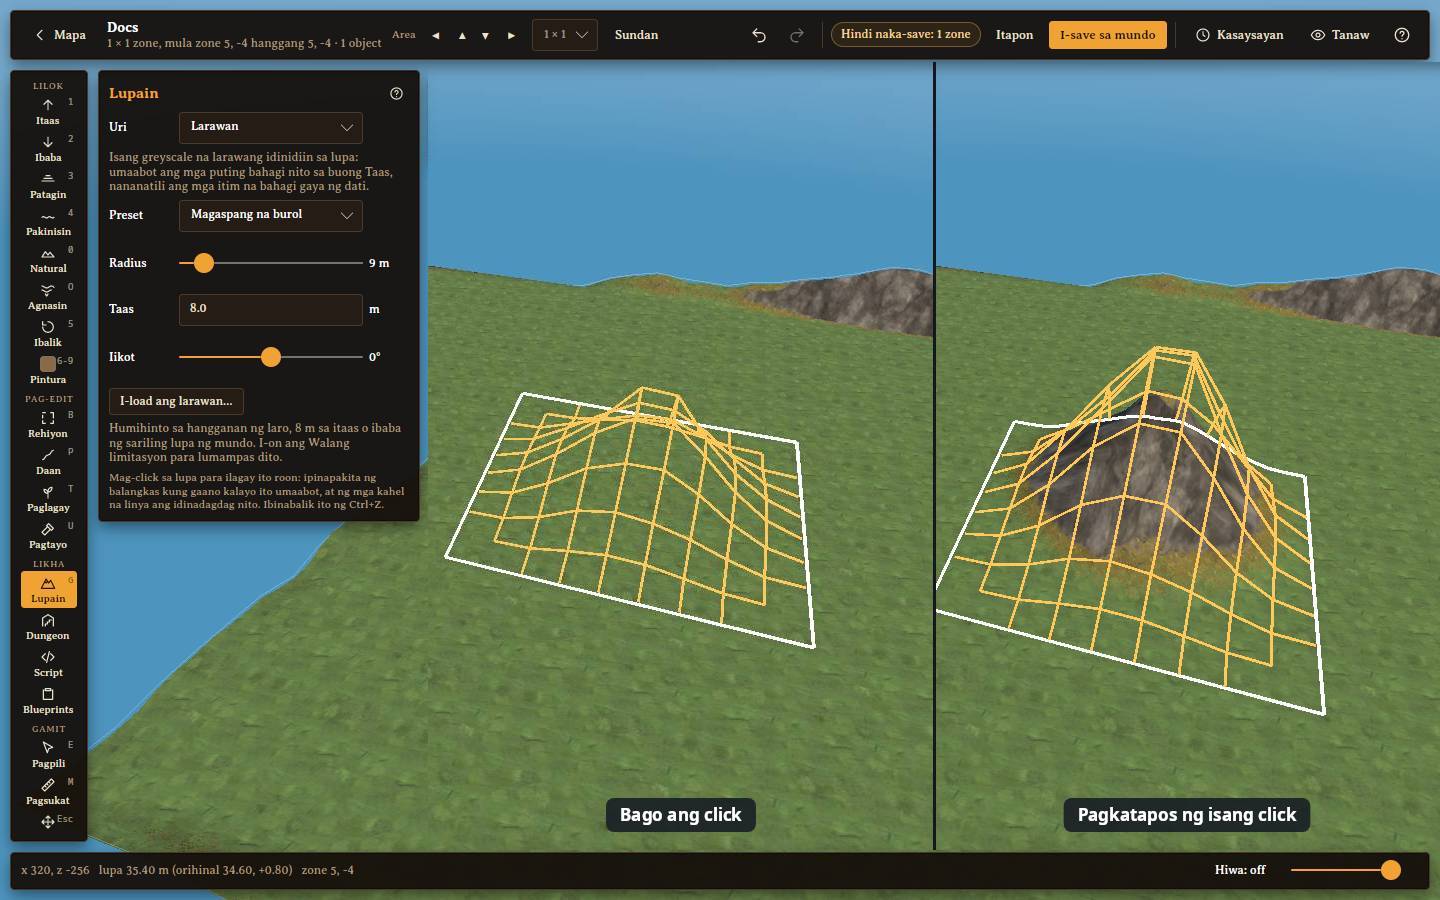 Mapa
Docs
1 × 1 zone, mula zone 5, -4 hanggang 5, -4 · 1 object
Area
1 × 1
Sundan
Hindi naka-save: 1 zone
Itapon
I-save sa mundo
Kasaysayan
Tanaw
LILOK
1
Itaas
2
Ibaba
3
Patagin
4
Pakinisin
0
Natural
O
Agnasin
5
Ibalik
6-9
Pintura
PAG-EDIT
B
Rehiyon
P
Daan
T
Paglagay
U
Pagtayo
LIKHA
G
Lupain
Dungeon
Script
Blueprints
GAMIT
E
Pagpili
M
Pagsukat
Esc
Lupain
Uri
Larawan
Isang greyscale na larawang idinidiin sa lupa:
umaabot ang mga puting bahagi nito sa buong Taas,
nananatili ang mga itim na bahagi gaya ng dati.
Preset
Magaspang na burol
Radius
9 m
Taas
8.0
m
Iikot
0°
I-load ang larawan...
Humihinto sa hangganan ng laro, 8 m sa itaas o ibaba
ng sariling lupa ng mundo. I-on ang Walang
limitasyon para lumampas dito.
Mag-click sa lupa para ilagay ito roon: ipinapakita ng
balangkas kung gaano kalayo ito umaabot, at ng mga kahel
na linya ang idinadagdag nito. Ibinabalik ito ng Ctrl+Z.
Bago ang click
Pagkatapos ng isang click
x 320, z -256 lupa 35.40 m (orihinal 34.60, +0.80) zone 5, -4
Hiwa: off